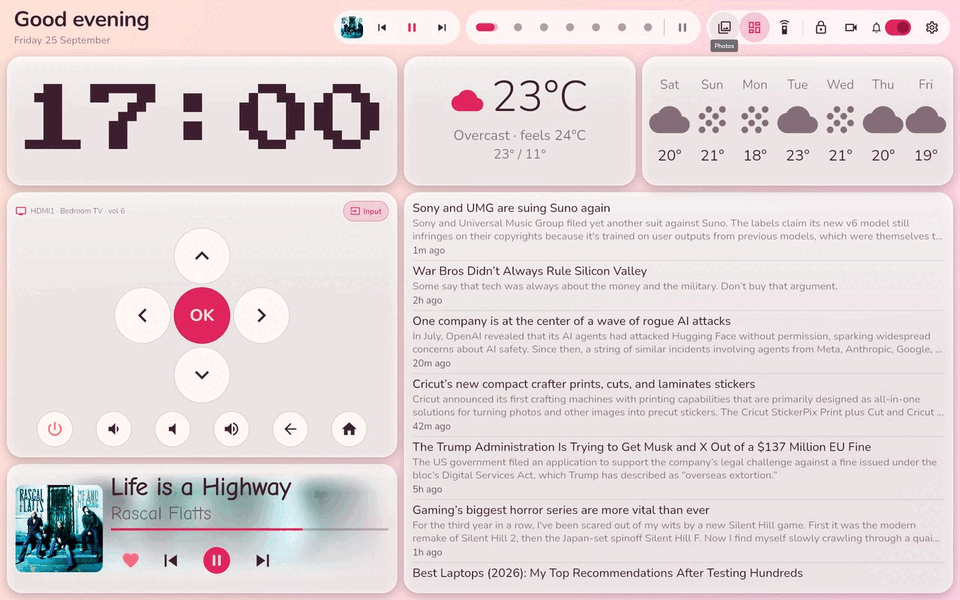 Good evening
Friday 25 September
Photos
17:00
23°C
Overcast · feels 24°C
23° / 11°
Sat Sun Mon Tue Wed Thu Fri
20° 21° 18° 23° 21° 20° 19°
HDMI1 · Bedroom TV · vol 6
Input
OK
RASCAL FLATTS
ME AND MY GANG
Life is a Highway
Rascal Flatts
Sony and UMG are suing Suno again
Sony and Universal Music Group filed yet another suit against Suno. The labels claim its new v6 model still
infringes on their copyrights because it's trained on user outputs from previous models, which were themselves t…
1m ago
War Bros Didn’t Always Rule Silicon Valley
Some say that tech was always about the money and the military. Don’t buy that argument.
2h ago
One company is at the center of a wave of rogue AI attacks
In July, OpenAI revealed that its AI agents had attacked Hugging Face without permission, sparking widespread
concerns about AI safety. Since then, a string of similar incidents involving agents from Meta, Anthropic, Google, …
20m ago
Cricut’s new compact crafter prints, cuts, and laminates stickers
Cricut announced its first crafting machines with printing capabilities that are primarily designed as all-in-one
solutions for turning photos and other images into precut stickers. The Cricut StickerPix Print plus Cut and Cricut …
42m ago
The Trump Administration Is Trying to Get Musk and X Out of a $137 Million EU Fine
The US government filed an application to support the company’s legal challenge against a fine issued under the
bloc’s Digital Services Act, which Trump has described as “overseas extortion.”
5h ago
Gaming’s biggest horror series are more vital than ever
For the third year in a row, I've been scared out of my wits by a new Silent Hill game. First it was the modern
remake of Silent Hill 2, then the Japan-set spinoff Silent Hill F. Now I find myself slowly crawling through a quai…
1h ago
Best Laptops (2026): My Top Recommendations After Testing Hundreds